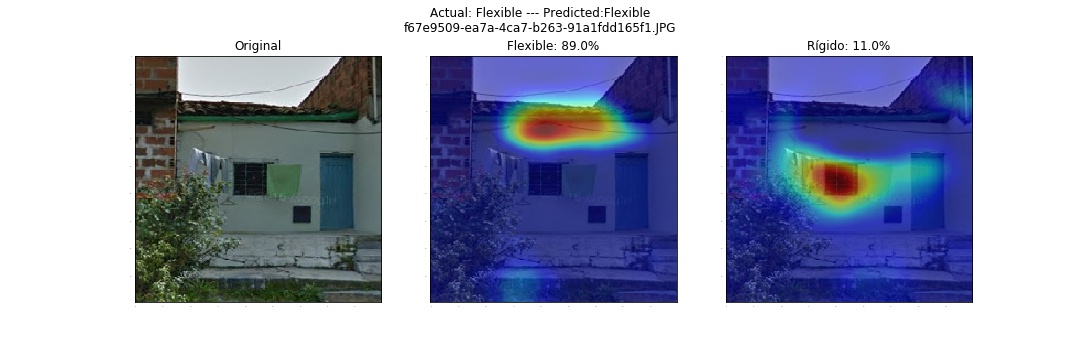 Actual: Flexible --- Predicted:Flexible
f67e9509-ea7a-4ca7-b263-91a1fdd165f1.JPG
Original
Flexible: 89.0%
Rígido: 11.0%